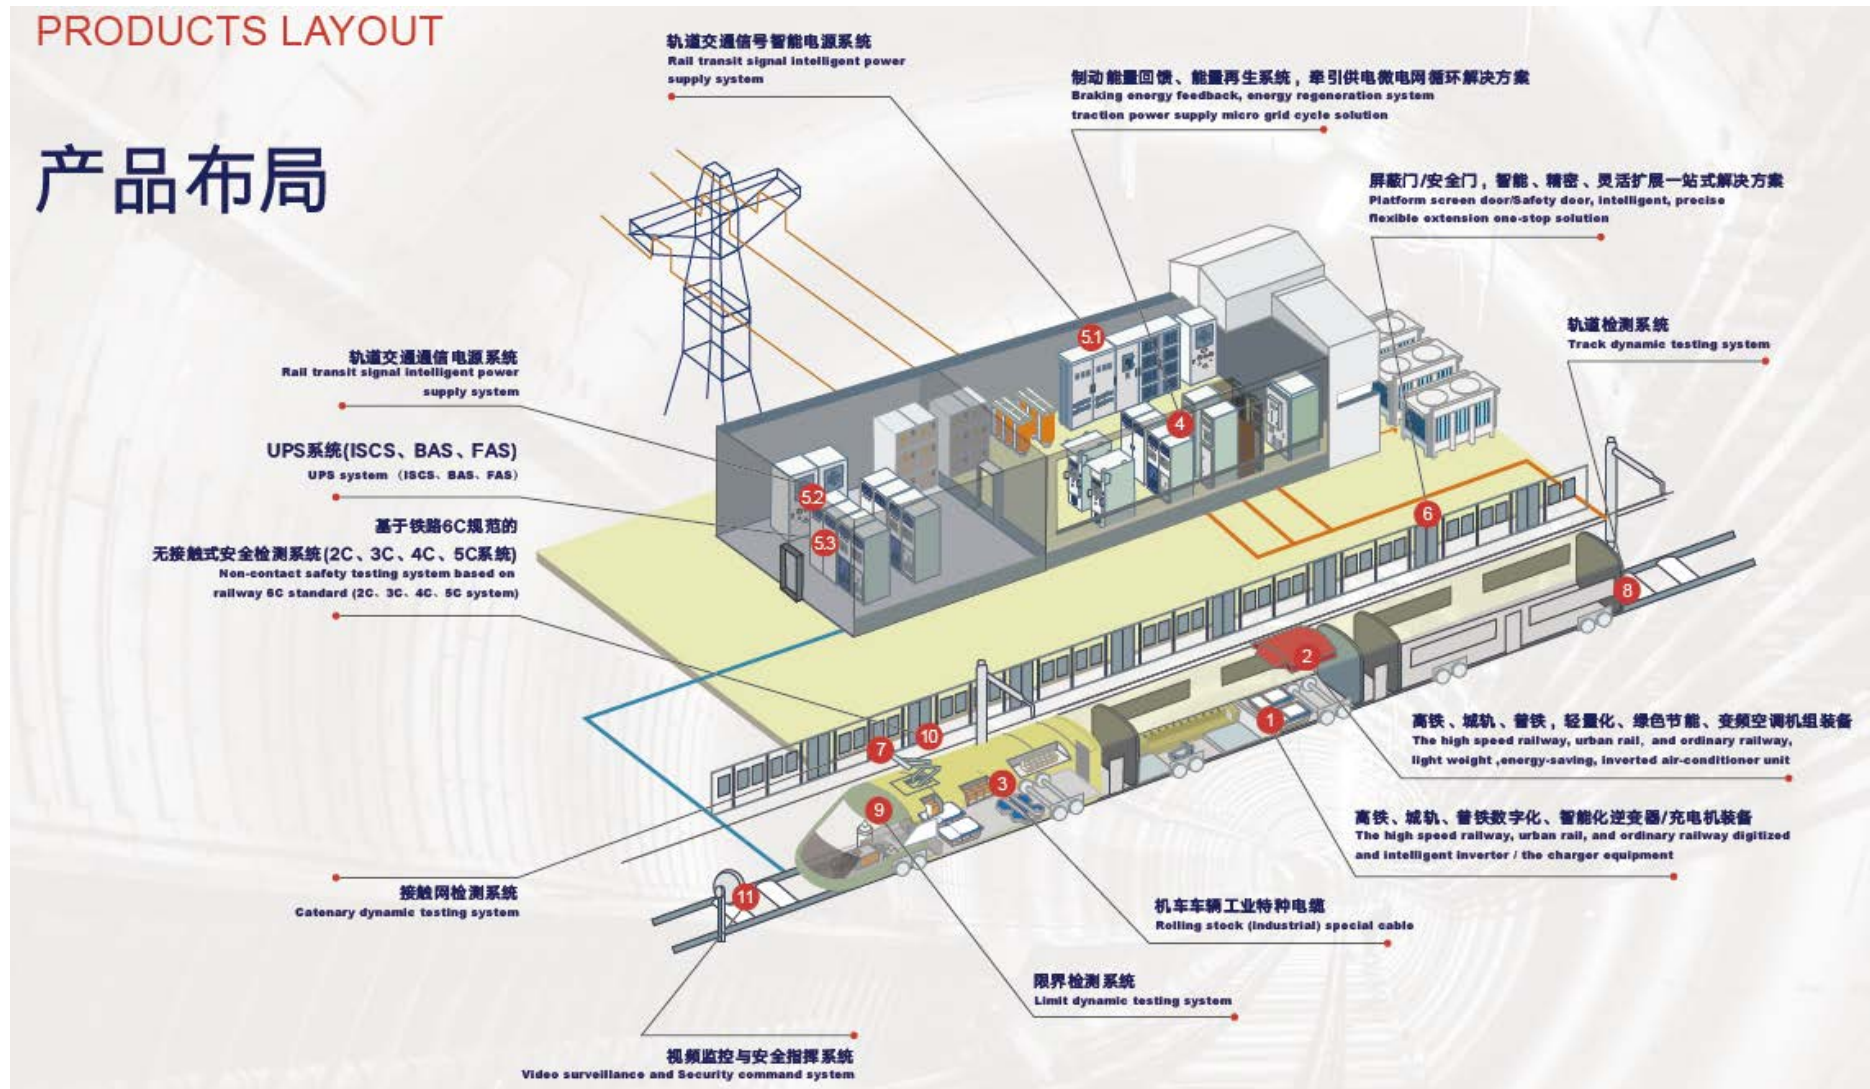 PRODUCTS LAYOUT
产品布局
轨道交通信号智能电源系统
Rail transit signal intelligent power
supply system
制动能量回馈、能量再生系统，牵引供电微电网循环解决方案
Braking energy feedback, energy regeneration system
traction power supply micro grid cycle solution
屏蔽门/安全门，智能、精密、灵活扩展一站式解决方案
Platform screen door/Safety door, intelligent, precise
flexible extension one-stop solution
轨道检测系统
Track dynamic testing system
轨道交通通信电源系统
Rail transit signal intelligent power
supply system
UPS系统(ISCS、BAS、FAS)
UPS system（ISCS、BAS、FAS）
基于铁路6C规范的
无接触式安全检测系统(2C、3C、4C、5C系统)
Non-contact safety testing system based on
railway 6C standard (2C、3C、4C、5C system)
5.1
4
5.2
5.3
6
8
2
1
10
7
3
9
11
高铁、城轨、普铁，轻量化、绿色节能、变频空调机组装备
The high speed railway, urban rail, and ordinary railway,
light weight ,energy-saving, inverted air-conditioner unit
高铁、城轨、普铁数字化、智能化逆变器/充电机装备
The high speed railway, urban rail, and ordinary railway digitized
and intelligent inverter / the charger equipment
接触网检测系统
Catenary dynamic testing system
机车车辆工业特种电缆
Rolling stock (industrial) special cable
限界检测系统
Limit dynamic testing system
视频监控与安全指挥系统
Video surveillance and Security command system